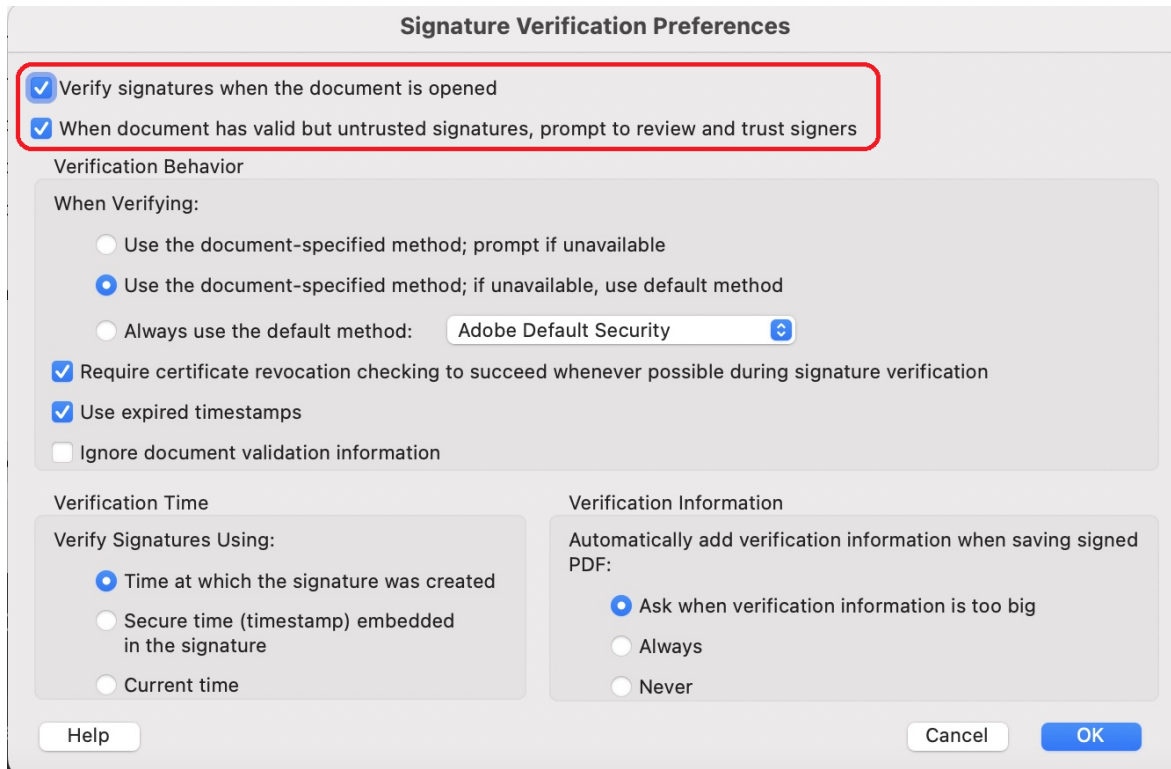 Signature Verification Preferences
Verify signatures when the document is opened
When document has valid but untrusted signatures, prompt to review and trust signers
Verification Behavior
When Verifying:
Use the document-specified method; prompt if unavailable
Use the document-specified method; if unavailable, use default method
Always use the default method: Adobe Default Security
Require certificate revocation checking to succeed whenever possible during signature verification
Use expired timestamps
Ignore document validation information
Verification Time
Verify Signatures Using:
Time at which the signature was created
Secure time (timestamp) embedded
in the signature
Current time
Verification Information
Automatically add verification information when saving signed
PDF:
Ask when verification information is too big
Always
Never
Help
Cancel
OK